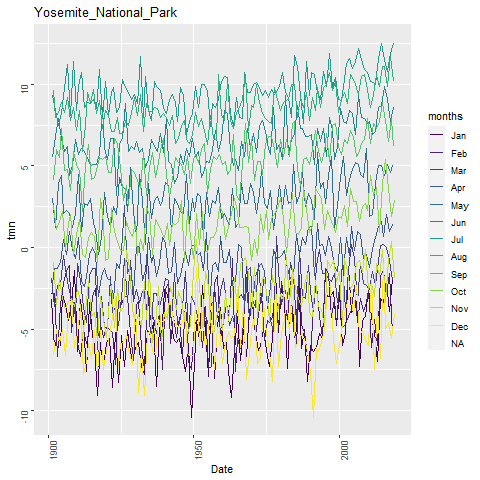 Yosemite_National_Park
10
5
0
-5
-10
tmn
1900
1950
2000
Date
months
Jan
Feb
Mar
Apr
May
Jun
Jul
Aug
Sep
Oct
Nov
Dec
NA